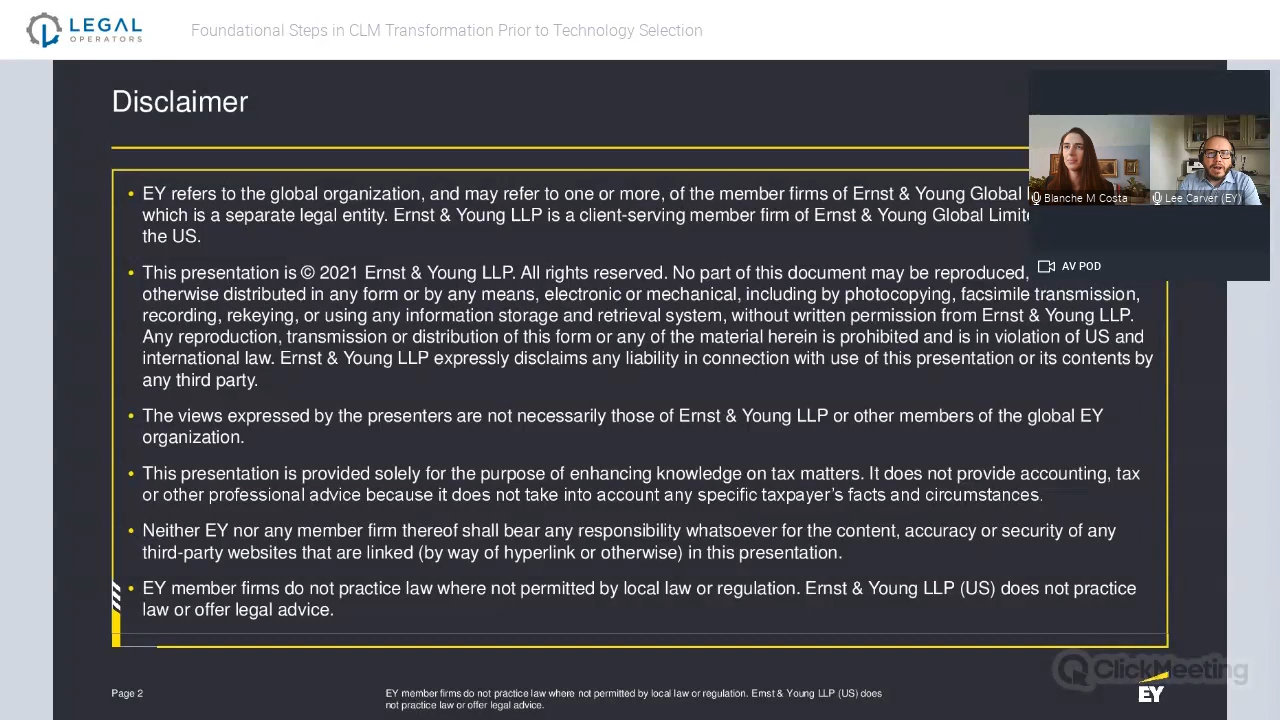 LEGAL
OPERATORS
Foundational Steps in CLM Transformation Prior to Technology Selection
Disclaimer
• EY refers to the global organization, and may refer to one or more, of the member firms of Ernst & Young Global
which is a separate legal entity. Ernst & Young LLP is a client-serving member firm of Ernst & Young Global
the US.
• This presentation is © 2021 Ernst & Young LLP. All rights reserved. No part of this document may be reproduced,
otherwise distributed in any form or by any means, electronic or mechanical, including by photocopying, facsimile transmission,
recording, rekeying, or using any information storage and retrieval system, without written permission from Ernst & Young LLP.
Any reproduction, transmission or distribution of this form or any of the material herein is prohibited and is in violation of US and
international law. Ernst & Young LLP expressly disclaims any liability in connection with use of this presentation or its contents by
any third party.
• The views expressed by the presenters are not necessarily those of Ernst & Young LLP or other members of the global EY
organization.
• This presentation is provided solely for the purpose of enhancing knowledge on tax matters. It does not provide accounting, tax
or other professional advice because it does not take into account any specific taxpayer's facts and circumstances.
• Neither EY nor any member firm thereof shall bear any responsibility whatsoever for the content, accuracy or security of any
third-party websites that are linked (by way of hyperlink or otherwise) in this presentation.
• EY member firms do not practice law where not permitted by local law or regulation. Ernst & Young LLP (US) does not practice
law or offer legal advice.
Blanche M Costa
Lee Carver (EY)
AV POD
Page 2
EY member firms do not practice law where not permitted by local law or regulation. Ernst & Young LLP (US) does
not practice law or offer legal advice.
ClickMeeting
EY